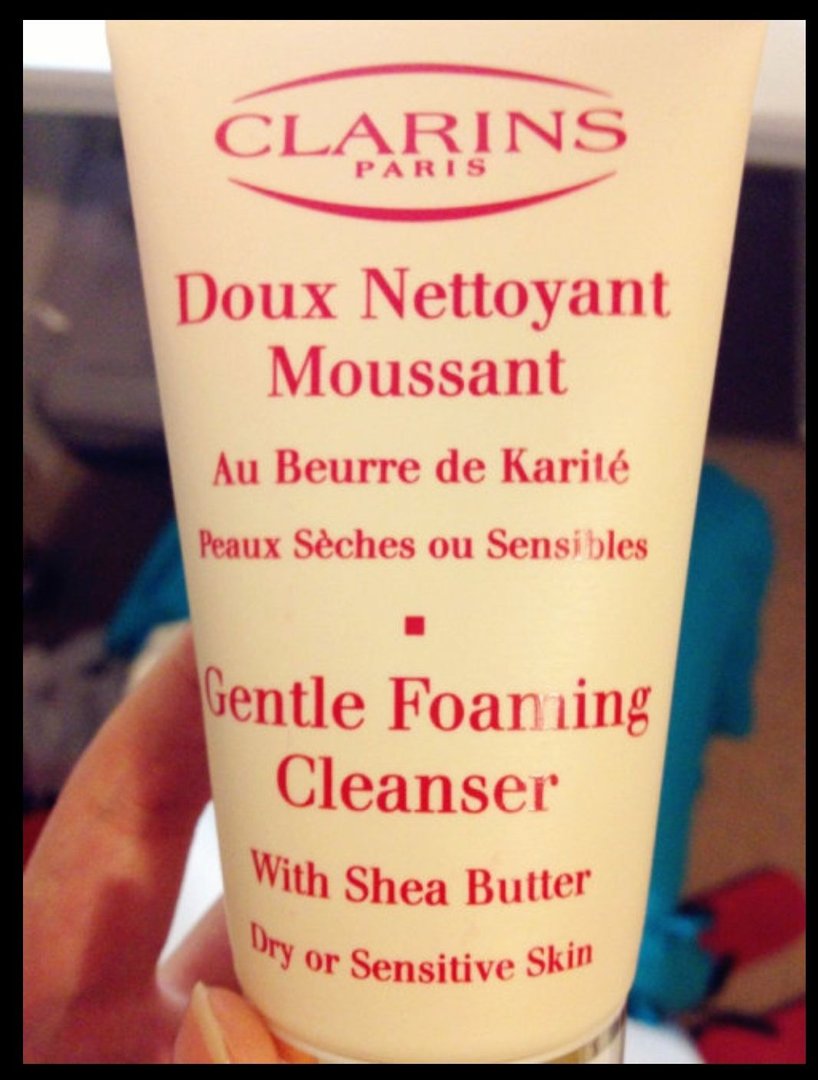 CLARINS
PARIS
Doux Nettoyant
Moussant
Au Beurre de Karité
Peaux Sèches ou Sensibles
Gentle Foaming
Cleanser
With Shea Butter
Dry or Sensitive Skin